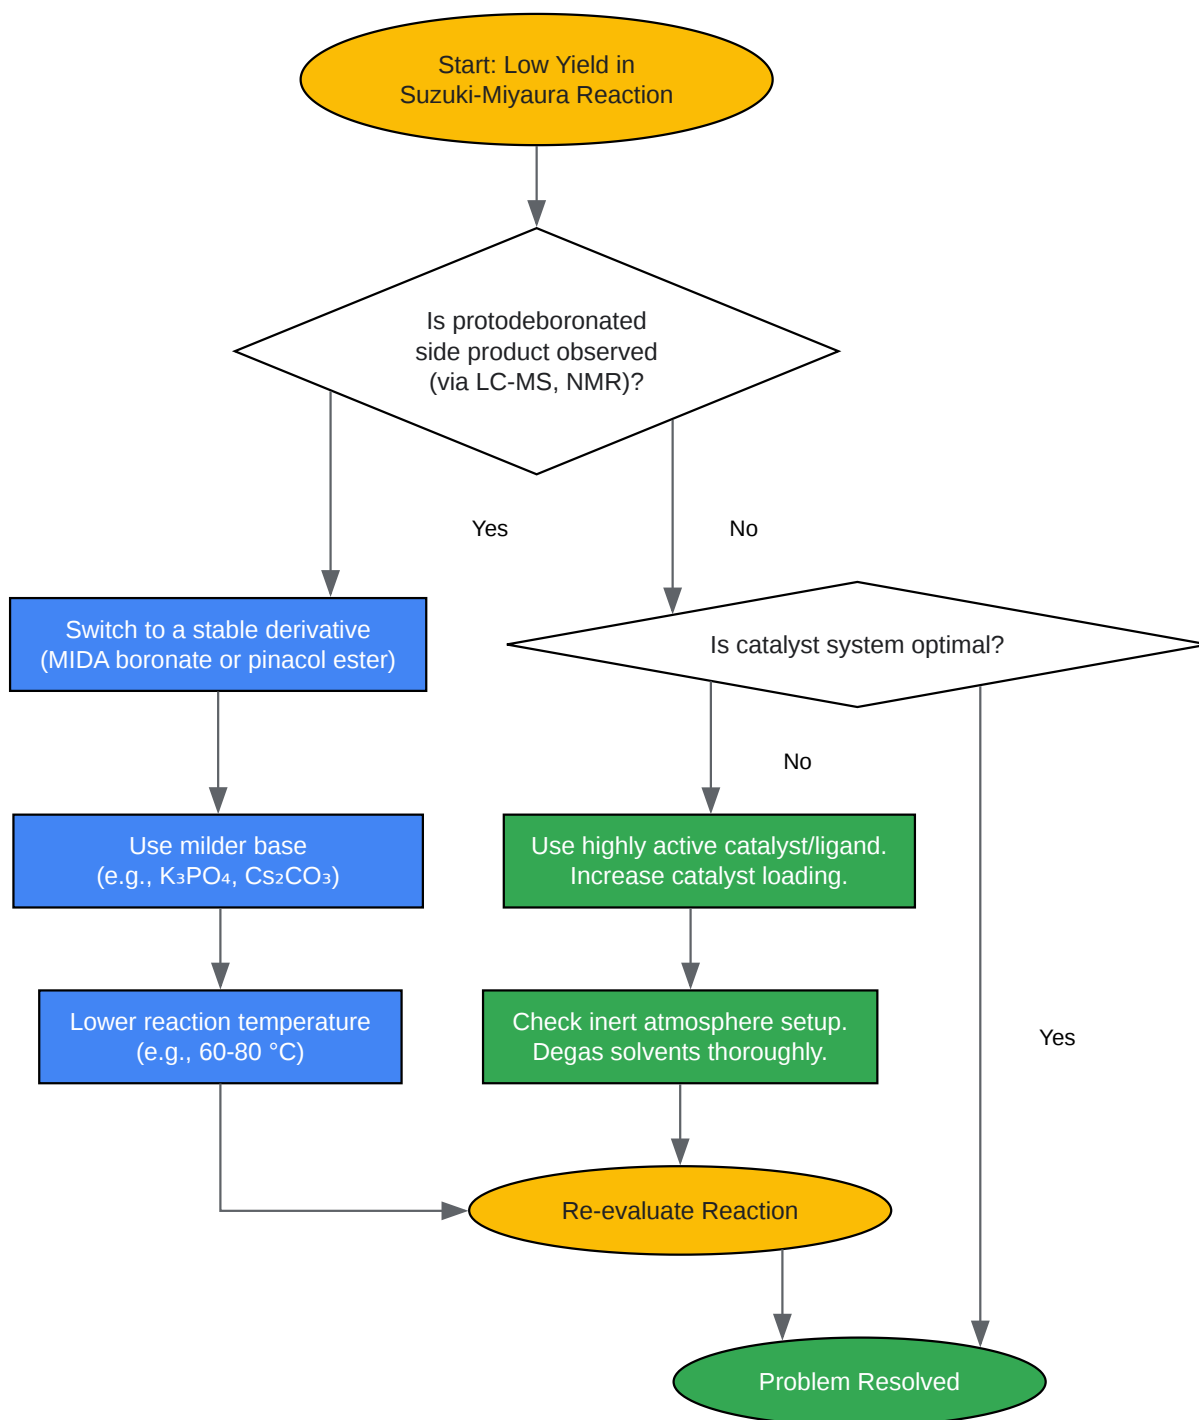 Start: Low Yield in
Suzuki-Miyaura Reaction
Is protodeboronated
side product observed
(via LC-MS, NMR)?
Yes
No
Switch to a stable derivative
(MIDA boronate or pinacol ester)
Is catalyst system optimal?
No
Use milder base
(e.g., K₃PO₄, Cs₂CO₃)
Use highly active catalyst/ligand.
Increase catalyst loading.
Lower reaction temperature
(e.g., 60-80 °C)
Check inert atmosphere setup.
Degas solvents thoroughly.
Yes
Re-evaluate Reaction
Problem Resolved